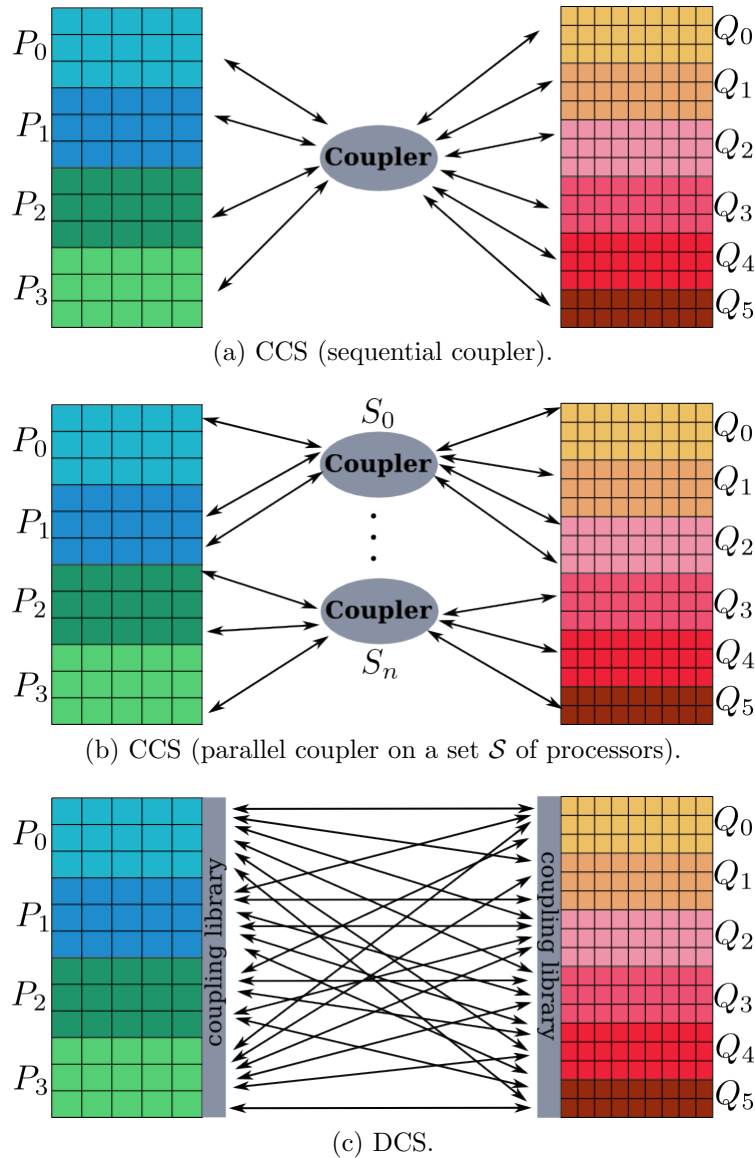 P₀
P₁
P₂
P₃
Coupler
Q₀
Q₁
Q₂
Q₃
Q₄
Q₅
(a) CCS (sequential coupler).
P₀
P₁
P₂
P₃
S₀
Coupler
Coupler
Sₙ
Q₀
Q₁
Q₂
Q₃
Q₄
Q₅
(b) CCS (parallel coupler on a set 𝒮 of processors).
P₀
P₁
P₂
P₃
coupling library
coupling library
Q₀
Q₁
Q₂
Q₃
Q₄
Q₅
(c) DCS.